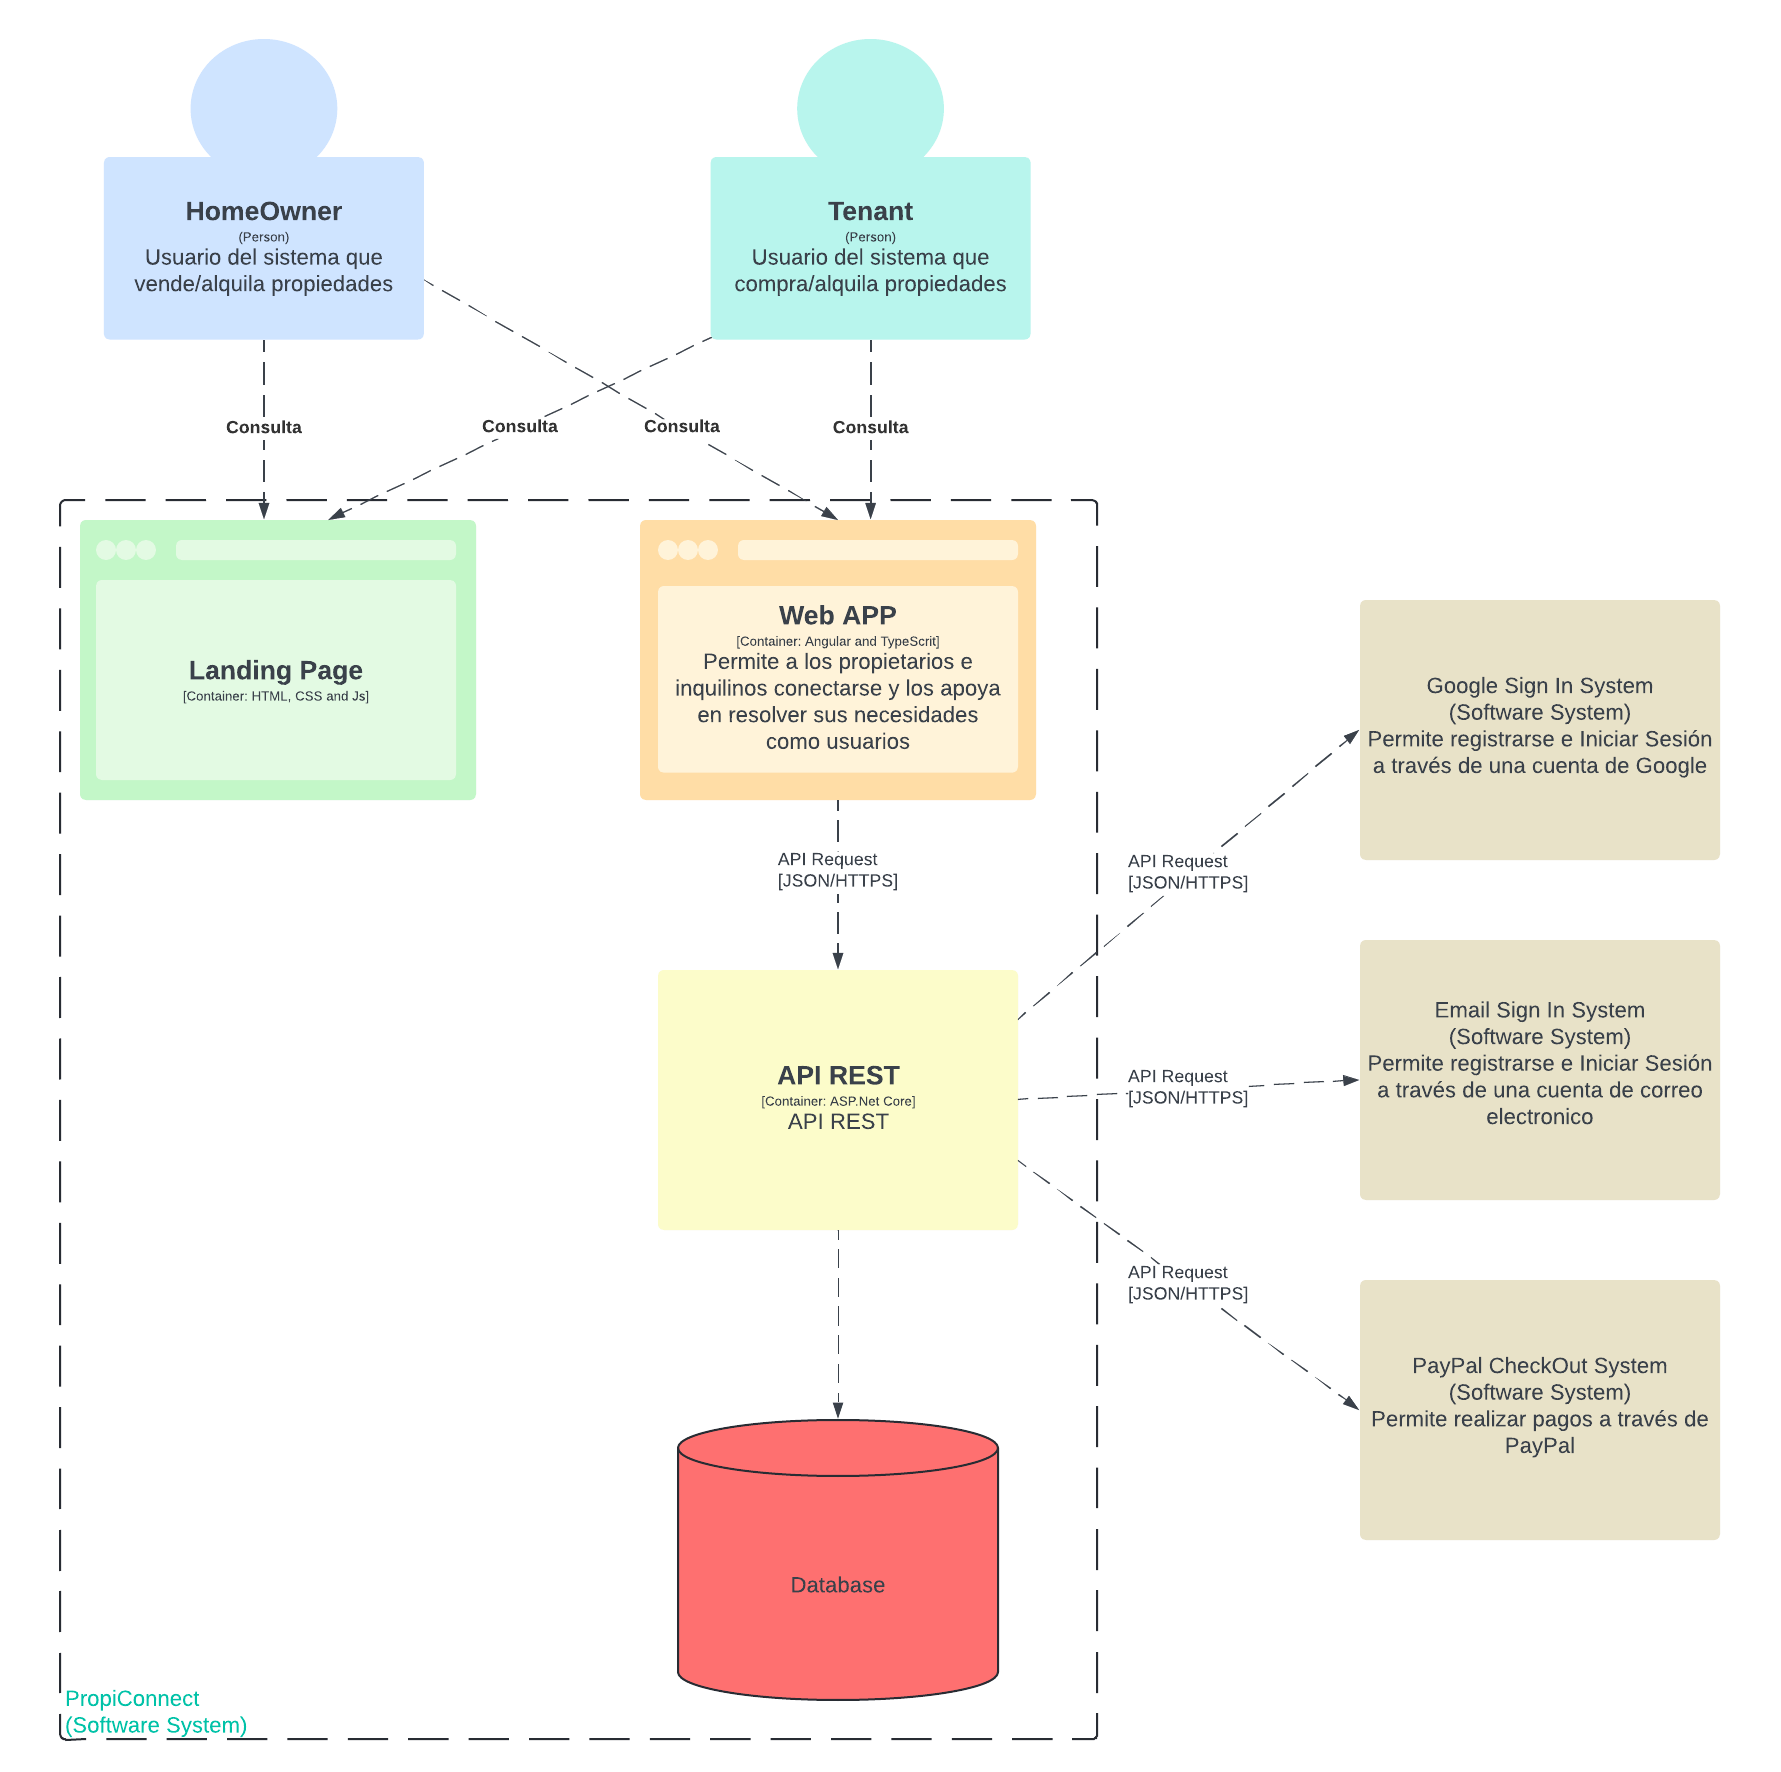 HomeOwner
(Person)
Usuario del sistema que
vende/alquila propiedades
Tenant
(Person)
Usuario del sistema que
compra/alquila propiedades
Consulta
Consulta
Consulta
Consulta
Landing Page
[Container: HTML, CSS and Js]
Web APP
[Container: Angular and TypeScrit]
Permite a los propietarios e
inquilinos conectarse y los apoya
en resolver sus necesidades
como usuarios
API Request
[JSON/HTTPS]
API REST
[Container: ASP.Net Core]
API REST
API Request
[JSON/HTTPS]
API Request
[JSON/HTTPS]
API Request
[JSON/HTTPS]
Google Sign In System
(Software System)
Permite registrarse e Iniciar Sesión
a través de una cuenta de Google
Email Sign In System
(Software System)
Permite registrarse e Iniciar Sesión
a través de una cuenta de correo
electronico
PayPal CheckOut System
(Software System)
Permite realizar pagos a través de
PayPal
Database
PropiConnect
(Software System)